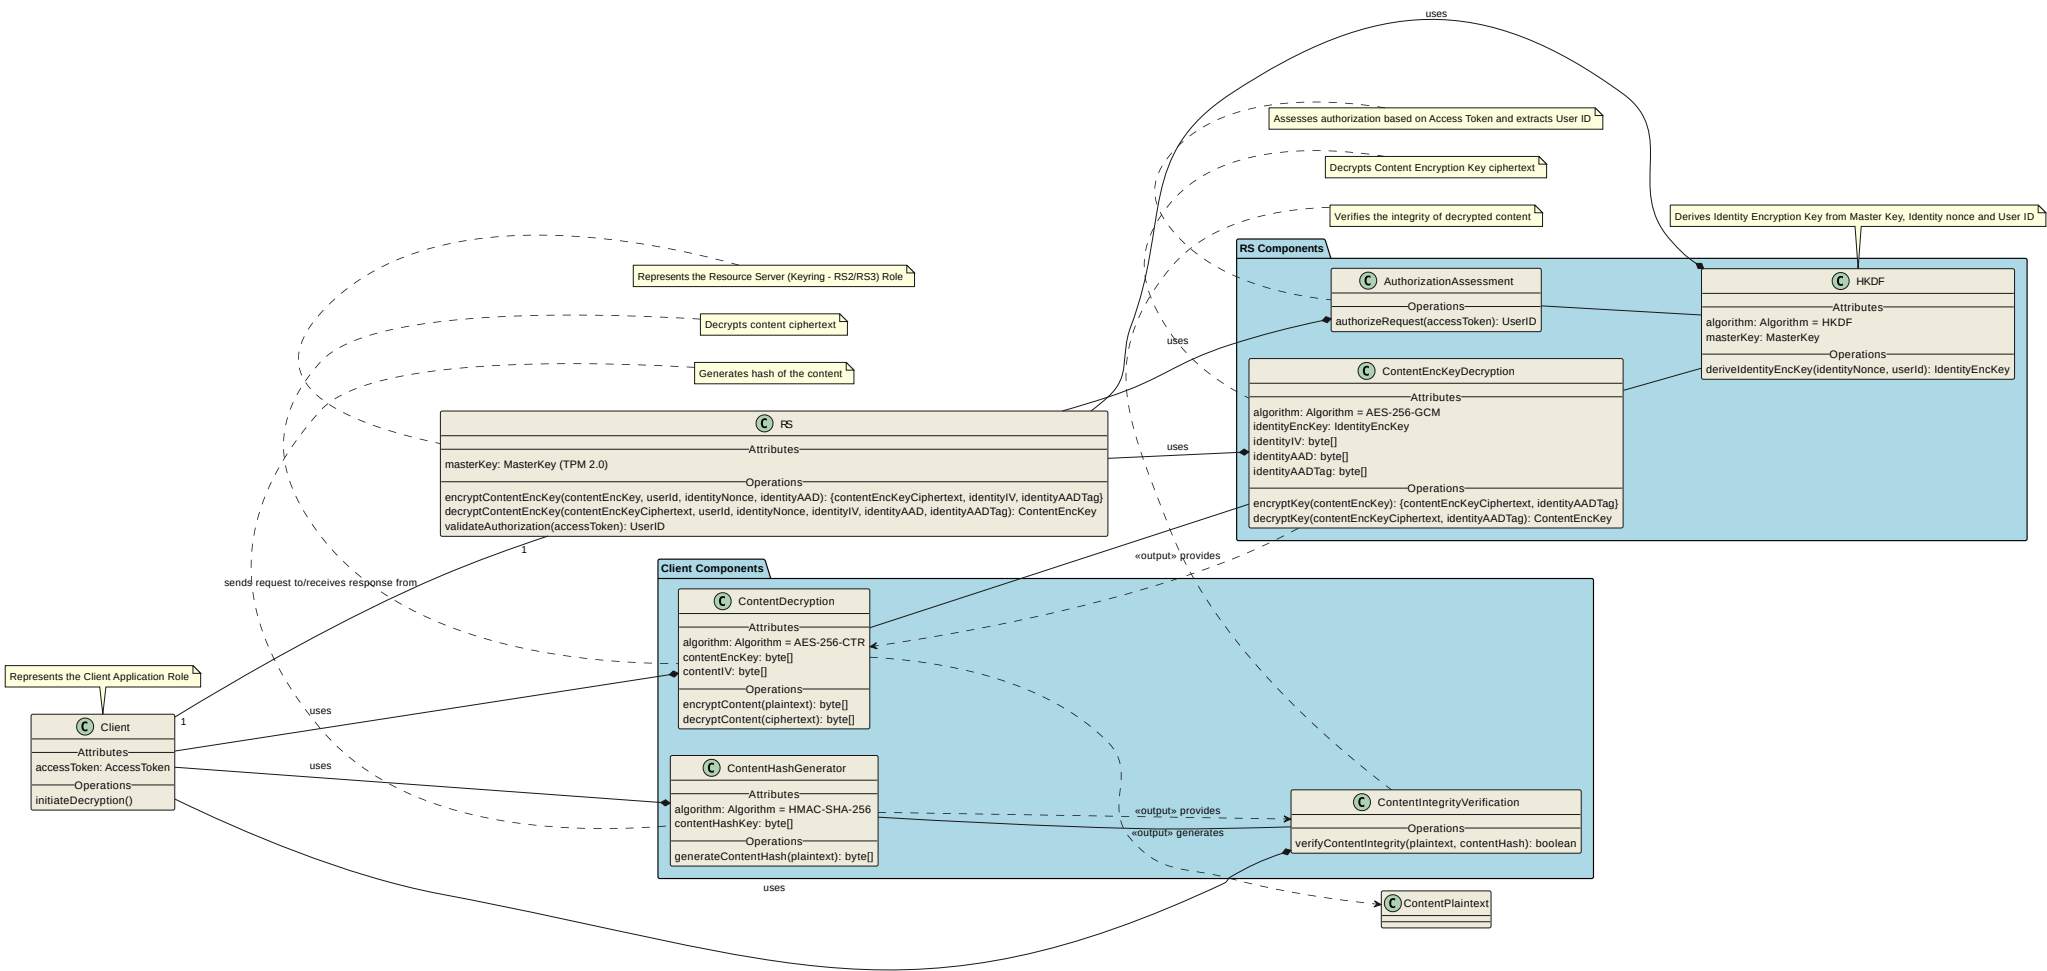 uses
Assesses authorization based on Access Token and extracts User ID
Decrypts Content Encryption Key ciphertext
Verifies the integrity of decrypted content
Derives Identity Encryption Key from Master Key, Identity nonce and User ID
Represents the Resource Server (Keyring - RS2/RS3) Role
Decrypts content ciphertext
Generates hash of the content
RS Components
C AuthorizationAssessment
Operations
authorizeRequest(accessToken): UserID
C HKDF
Attributes
algorithm: Algorithm = HKDF
masterKey: MasterKey
Operations
deriveIdentityEncKey(identityNonce, userId): IdentityEncKey
uses
C ContentEncKeyDecryption
Attributes
algorithm: Algorithm = AES-256-GCM
identityEncKey: IdentityEncKey
identityIV: byte[]
identityAAD: byte[]
identityAADTag: byte[]
Operations
encryptKey(contentEncKey): {contentEncKeyCiphertext, identityAADTag}
decryptKey(contentEncKeyCiphertext, identityAADTag): ContentEncKey
uses
C RS
Attributes
masterKey: MasterKey (TPM 2.0)
Operations
encryptContentEncKey(contentEncKey, userId, identityNonce, identityAAD): {contentEncKeyCiphertext, identityIV, identityAADTag}
decryptContentEncKey(contentEncKeyCiphertext, userId, identityNonce, identityIV, identityAAD, identityAADTag): ContentEncKey
validateAuthorization(accessToken): UserID
1
«output» provides
sends request to/receives response from
Client Components
C ContentDecryption
Attributes
algorithm: Algorithm = AES-256-CTR
contentEncKey: byte[]
contentIV: byte[]
Operations
encryptContent(plaintext): byte[]
decryptContent(ciphertext): byte[]
Represents the Client Application Role
1
uses
C Client
Attributes
accessToken: AccessToken
Operations
initiateDecryption()
uses
C ContentHashGenerator
Attributes
algorithm: Algorithm = HMAC-SHA-256
contentHashKey: byte[]
Operations
generateContentHash(plaintext): byte[]
«output» provides
«output» generates
C ContentIntegrityVerification
Operations
verifyContentIntegrity(plaintext, contentHash): boolean
uses
C ContentPlaintext